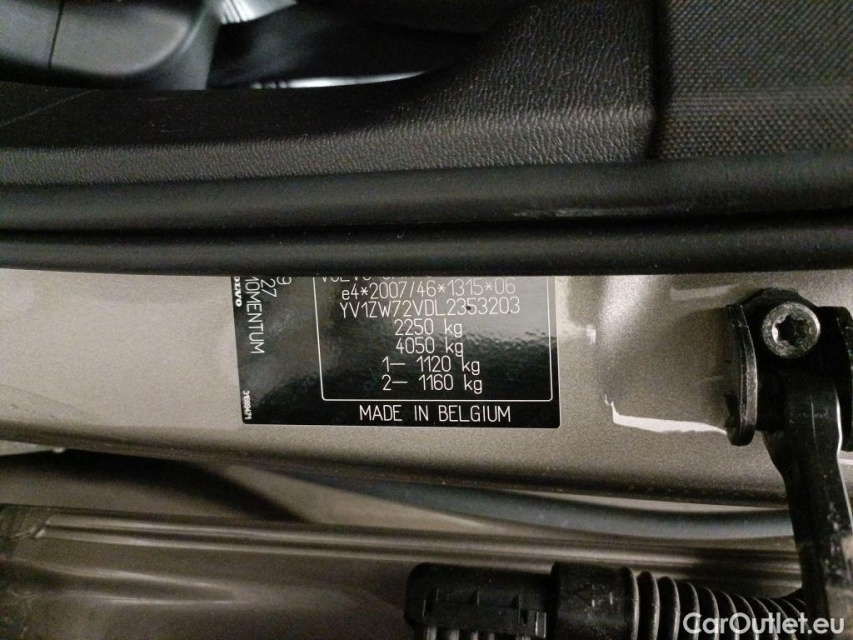 e4*2007/46*1315*06
YV1ZW72VDL2353203
2250 kg
4050 kg
1- 1120 kg
2- 1160 kg
MADE IN BELGIUM
VOLVO
MOMENTUM
CarOutlet.eu